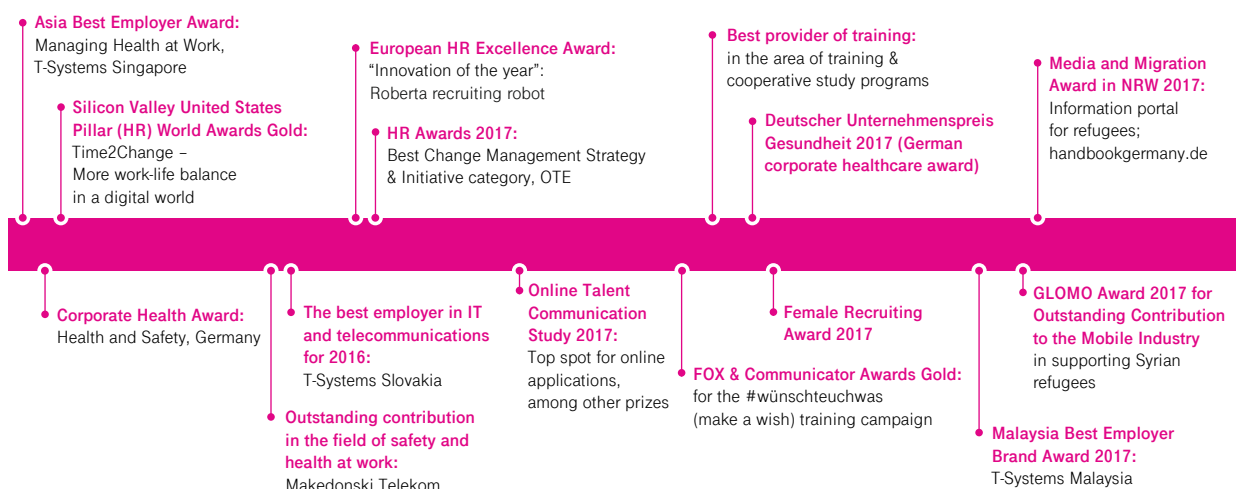 Asia Best Employer Award:
Managing Health at Work,
T-Systems Singapore
Silicon Valley United States
Pillar (HR) World Awards Gold:
Time2Change –
More work-life balance
in a digital world
European HR Excellence Award:
“Innovation of the year”:
Roberta recruiting robot
HR Awards 2017:
Best Change Management Strategy
& Initiative category, OTE
Best provider of training:
in the area of training &
cooperative study programs
Deutscher Unternehmenspreis
Gesundheit 2017 (German
corporate healthcare award)
Media and Migration
Award in NRW 2017:
Information portal
for refugees;
handbookgermany.de
Corporate Health Award:
Health and Safety, Germany
Outstanding contribution
in the field of safety and
health at work:
Makedonski Telekom
The best employer in IT
and telecommunications
for 2016:
T-Systems Slovakia
Online Talent
Communication
Study 2017:
Top spot for online
applications,
among other prizes
FOX & Communicator Awards Gold:
for the #wünschteuchwas
(make a wish) training campaign
Female Recruiting
Award 2017
Malaysia Best Employer
Brand Award 2017:
T-Systems Malaysia
GLOMO Award 2017 for
Outstanding Contribution
to the Mobile Industry
in supporting Syrian
refugees